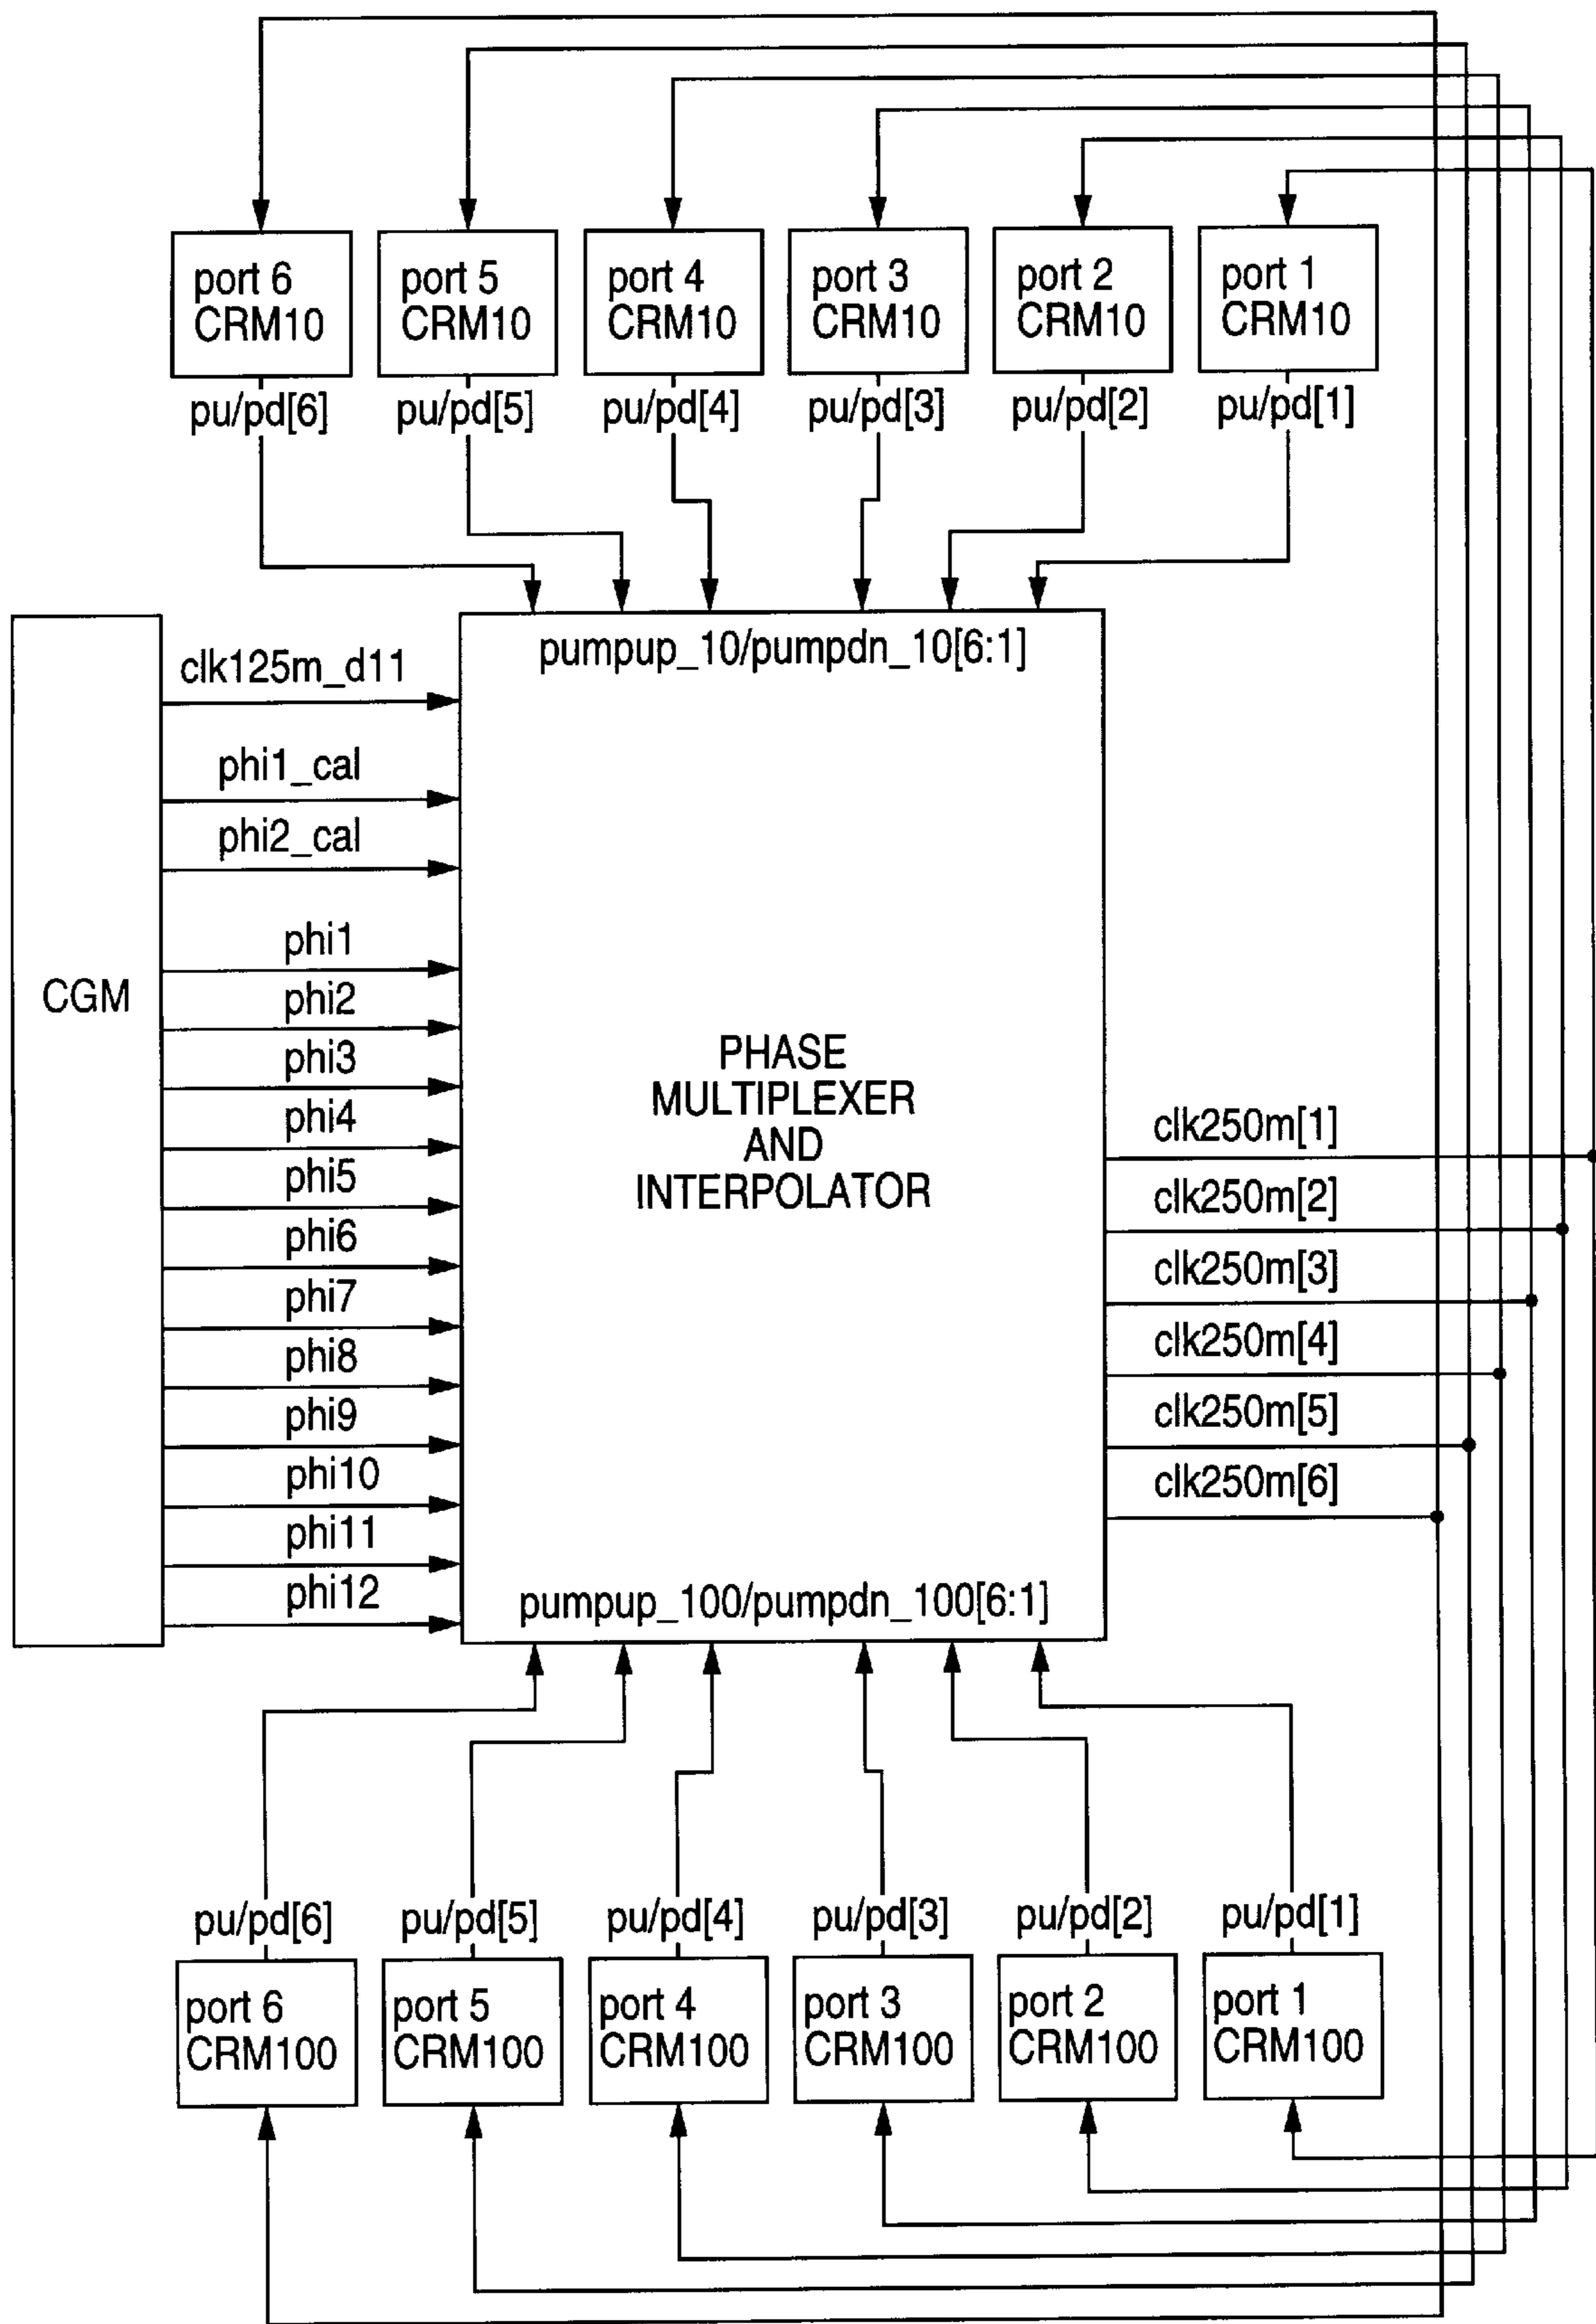 port 6
CRM10
port 5
CRM10
port 4
CRM10
port 3
CRM10
port 2
CRM10
port 1
CRM10
pu/pd[6]
pu/pd[5]
pu/pd[4]
pu/pd[3]
pu/pd[2]
pu/pd[1]
pumpup_10/pumpdn_10[6:1]
CGM
clk125m_d11
phi1_cal
phi2_cal
phi1
phi2
phi3
phi4
phi5
phi6
phi7
phi8
phi9
phi10
phi11
phi12
PHASE
MULTIPLEXER
AND
INTERPOLATOR
clk250m[1]
clk250m[2]
clk250m[3]
clk250m[4]
clk250m[5]
clk250m[6]
pumpup_100/pumpdn_100[6:1]
pu/pd[6]
pu/pd[5]
pu/pd[4]
pu/pd[3]
pu/pd[2]
pu/pd[1]
port 6
CRM100
port 5
CRM100
port 4
CRM100
port 3
CRM100
port 2
CRM100
port 1
CRM100